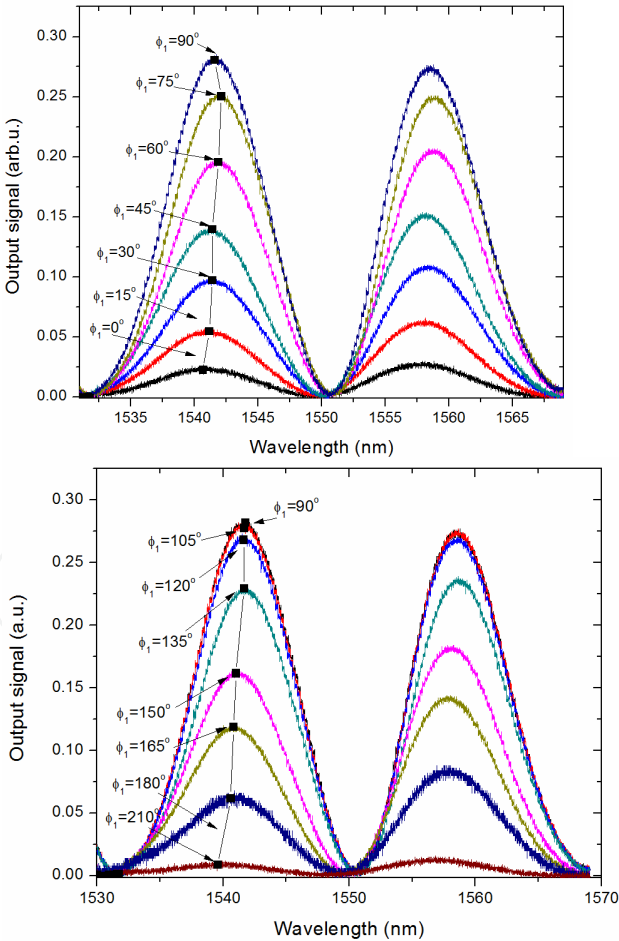 0.30
0.25
0.20
0.15
0.10
0.05
0.00
Output signal (arb.u.)
ϕ1=90°
ϕ1=75°
ϕ1=60°
ϕ1=45°
ϕ1=30°
ϕ1=15°
ϕ1=0°
1535 1540 1545 1550 1555 1560 1565
Wavelength (nm)
0.30
0.25
0.20
0.15
0.10
0.05
0.00
Output signal (a.u.)
ϕ1=90°
ϕ1=105°
ϕ1=120°
ϕ1=135°
ϕ1=150°
ϕ1=165°
ϕ1=180°
ϕ1=210°
1530 1540 1550 1560 1570
Wavelength (nm)